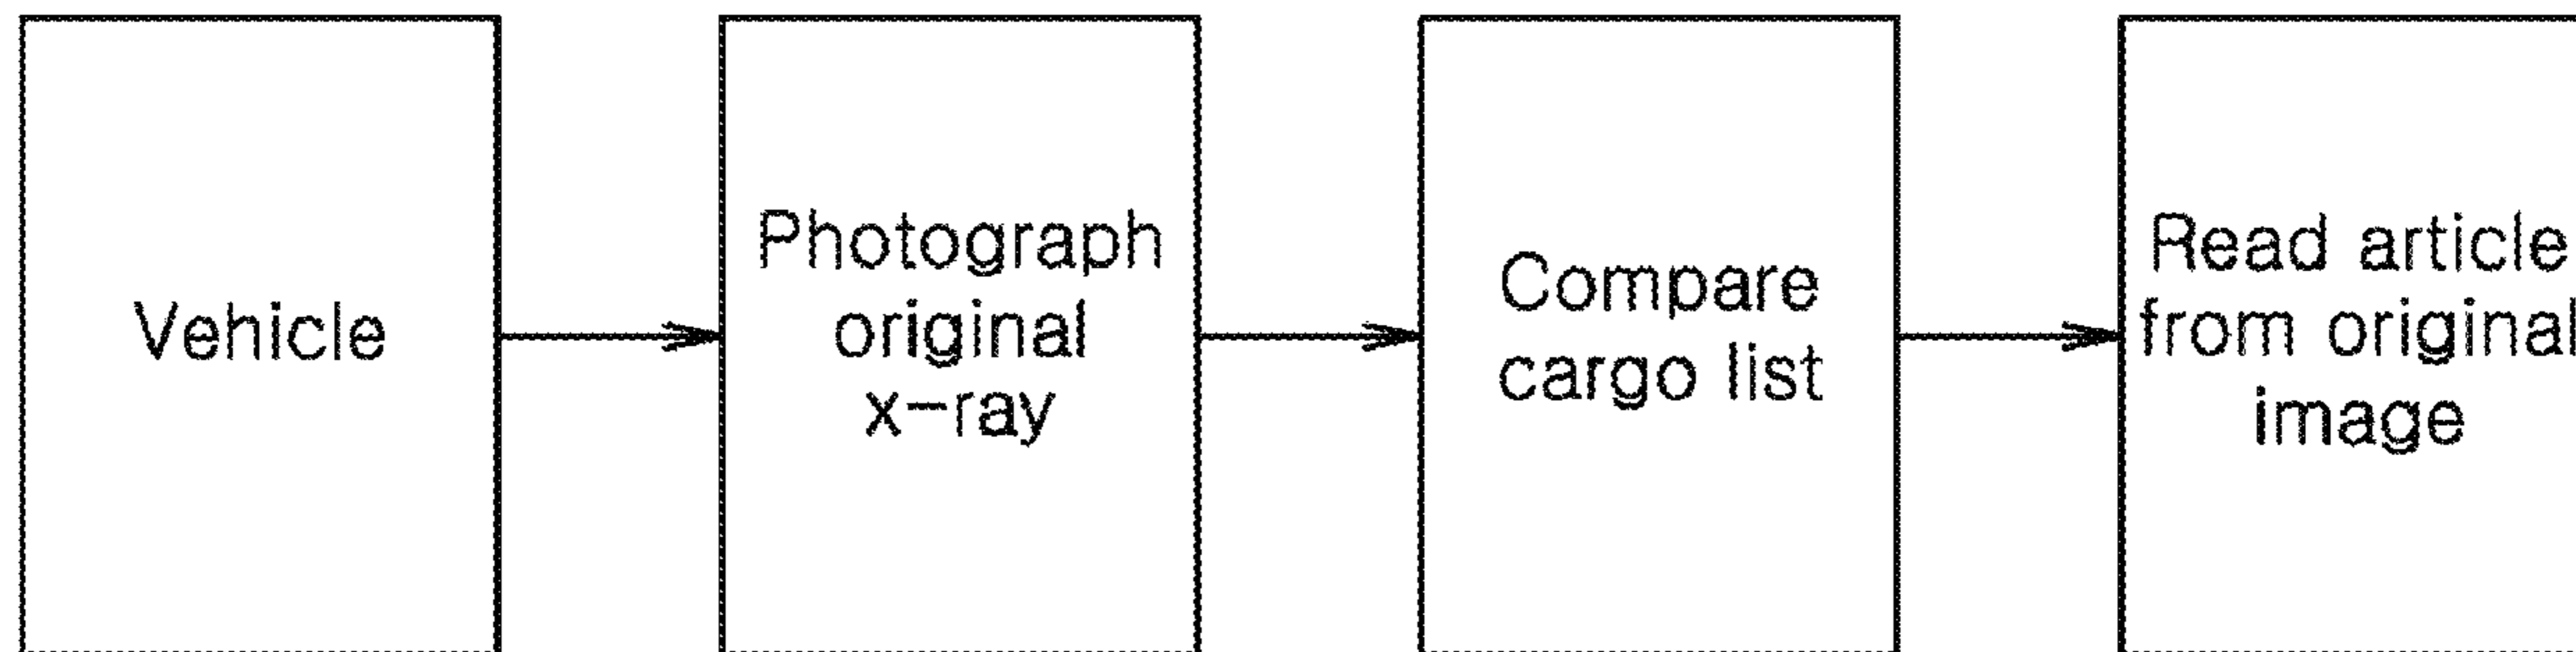 Vehicle
Photograph
original
x-ray
Compare
cargo list
Read article
from original
image